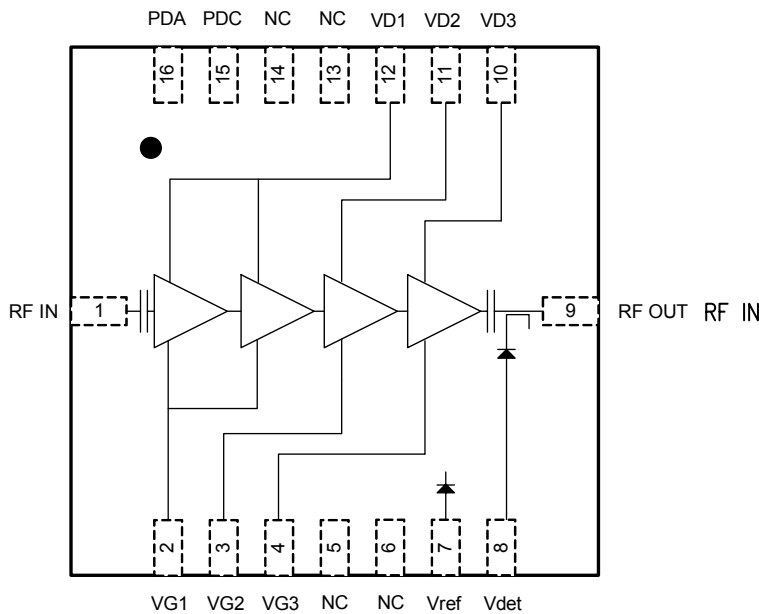 PDA PDC NC NC VD1 VD2 VD3
16 15 14 13 12 11 10
RF IN 1 9 RF OUT RF IN
2 3 4 5 6 7 8
VG1 VG2 VG3 NC NC Vref Vdet